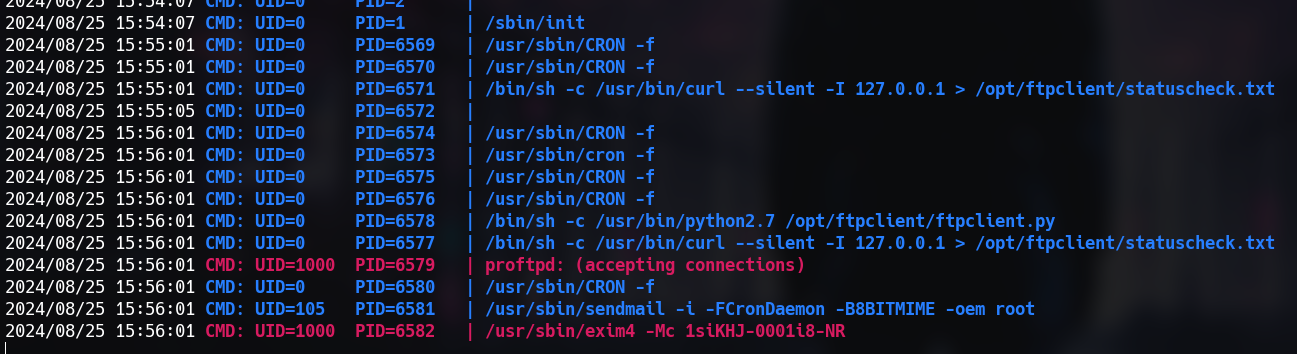 2024/08/25 15:54:07 CMD: UID=0 PID=2 |
2024/08/25 15:54:07 CMD: UID=0 PID=1 | /sbin/init
2024/08/25 15:55:01 CMD: UID=0 PID=6569 | /usr/sbin/CRON -f
2024/08/25 15:55:01 CMD: UID=0 PID=6570 | /usr/sbin/CRON -f
2024/08/25 15:55:01 CMD: UID=0 PID=6571 | /bin/sh -c /usr/bin/curl --silent -I 127.0.0.1 > /opt/ftpclient/statuscheck.txt
2024/08/25 15:55:05 CMD: UID=0 PID=6572 |
2024/08/25 15:56:01 CMD: UID=0 PID=6574 | /usr/sbin/CRON -f
2024/08/25 15:56:01 CMD: UID=0 PID=6573 | /usr/sbin/cron -f
2024/08/25 15:56:01 CMD: UID=0 PID=6575 | /usr/sbin/CRON -f
2024/08/25 15:56:01 CMD: UID=0 PID=6576 | /usr/sbin/CRON -f
2024/08/25 15:56:01 CMD: UID=0 PID=6578 | /bin/sh -c /usr/bin/python2.7 /opt/ftpclient/ftpclient.py
2024/08/25 15:56:01 CMD: UID=0 PID=6577 | /bin/sh -c /usr/bin/curl --silent -I 127.0.0.1 > /opt/ftpclient/statuscheck.txt
2024/08/25 15:56:01 CMD: UID=1000 PID=6579 | proftpd: (accepting connections)
2024/08/25 15:56:01 CMD: UID=0 PID=6580 | /usr/sbin/CRON -f
2024/08/25 15:56:01 CMD: UID=105 PID=6581 | /usr/sbin/sendmail -i -FCronDaemon -B8BITMIME -oem root
2024/08/25 15:56:01 CMD: UID=1000 PID=6582 | /usr/sbin/exim4 -Mc 1siKHJ-0001i8-NR